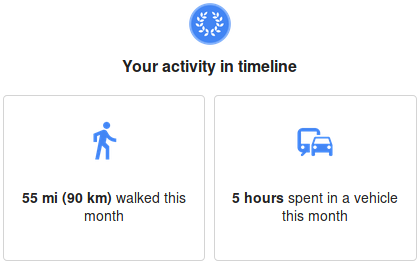 Your activity in timeline
55 mi (90 km) walked this
month
5 hours spent in a vehicle
this month